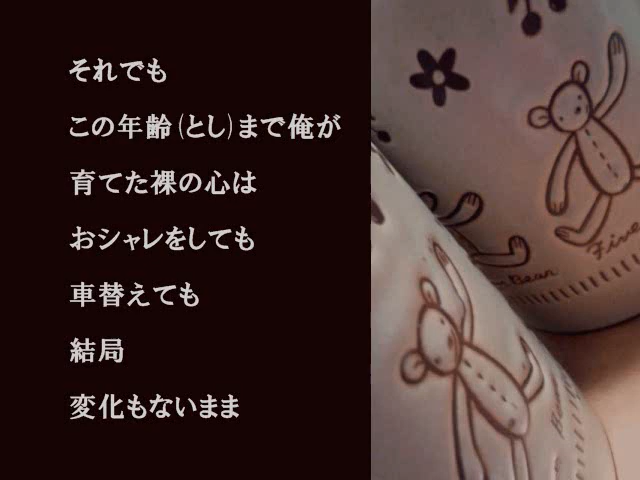 それでも
この年齢(とし)まで俺が
育てた裸の心は
おシャレをしても
車替えても
結局
変化もないまま
Five
Bear